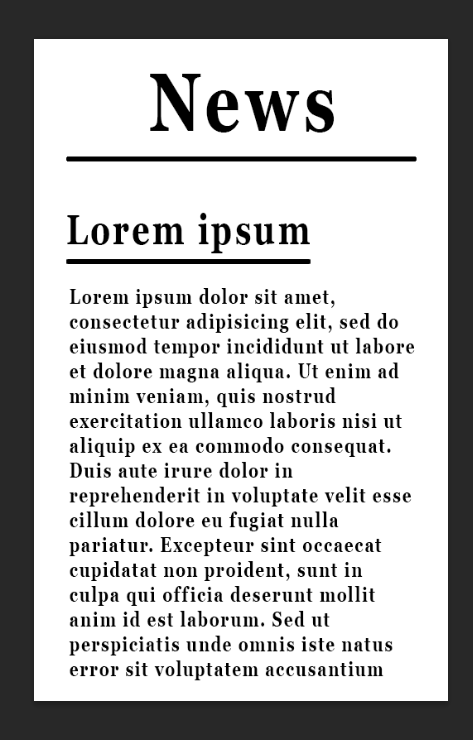 News
Lorem ipsum
Lorem ipsum dolor sit amet,
consectetur adipisicing elit, sed do
eiusmod tempor incididunt ut labore
et dolore magna aliqua. Ut enim ad
minim veniam, quis nostrud
exercitation ullamco laboris nisi ut
aliquip ex ea commodo consequat.
Duis aute irure dolor in
reprehenderit in voluptate velit esse
cillum dolore eu fugiat nulla
pariatur. Excepteur sint occaecat
cupidatat non proident, sunt in
culpa qui officia deserunt mollit
anim id est laborum. Sed ut
perspiciatis unde omnis iste natus
error sit voluptatem accusantium